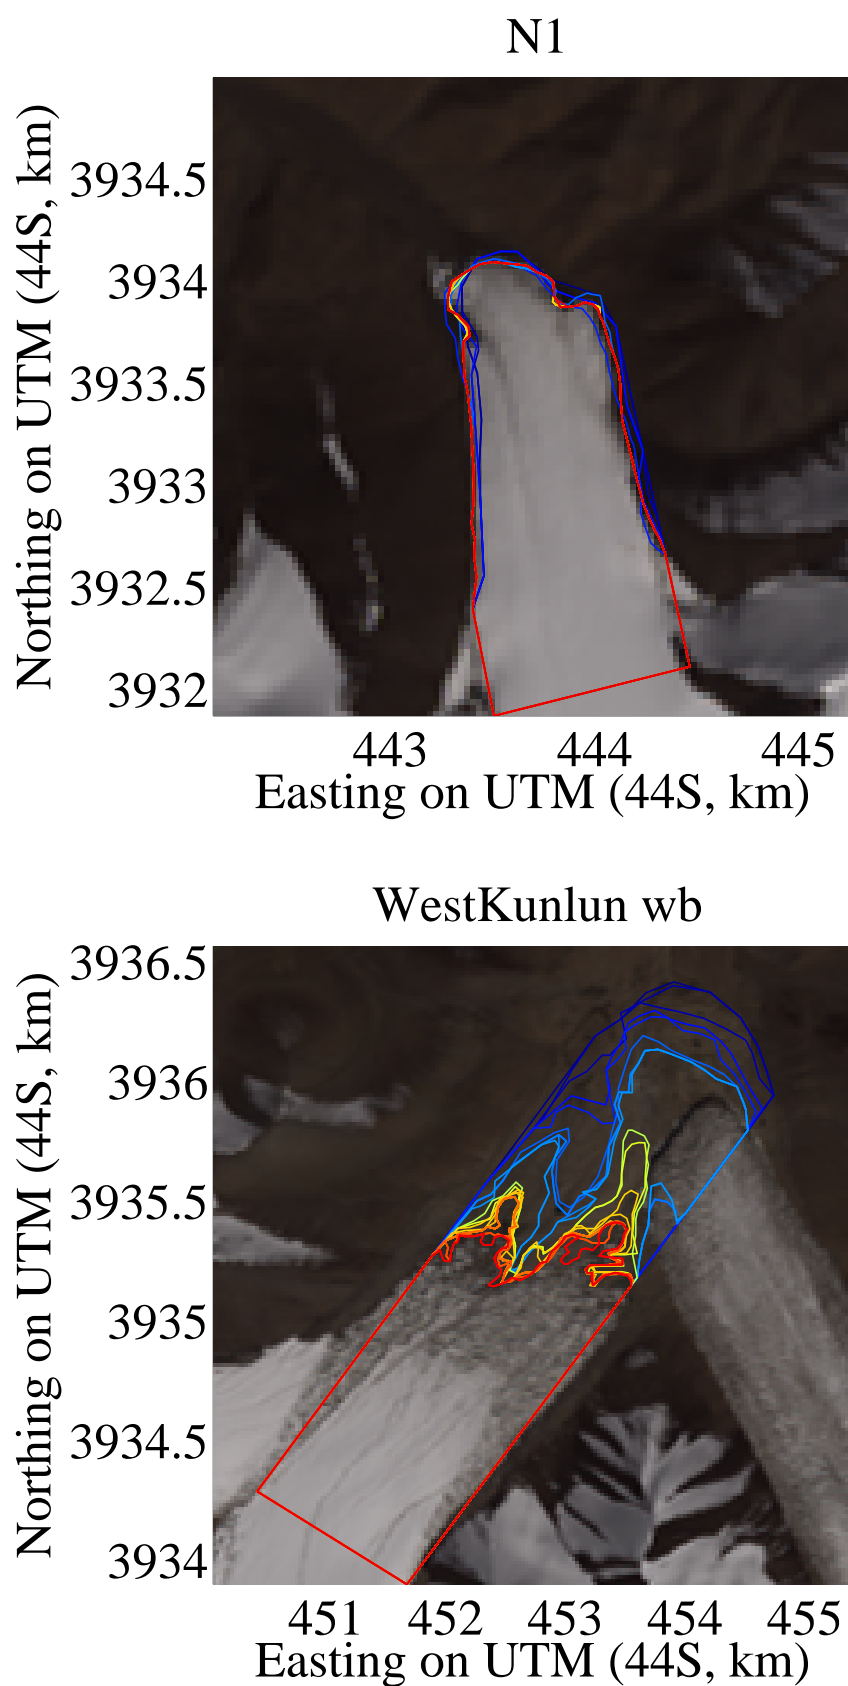 N1
Northing on UTM (44S, km)
3934.5
3934
3933.5
3933
3932.5
3932
443 444 445
Easting on UTM (44S, km)
WestKunlun wb
Northing on UTM (44S, km)
3936.5
3936
3935.5
3935
3934.5
3934
451 452 453 454 455
Easting on UTM (44S, km)